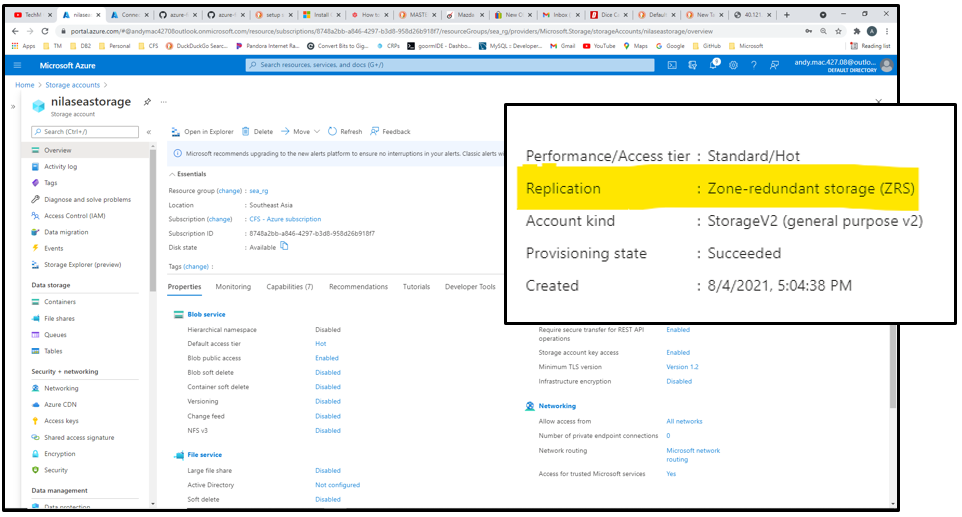 TechM
nilasea
Connec
azure-f
azure-f
setup u
Install I
How to
MAST
Mazda
New D
Inbox (
Dice C
Default
New Ta
40.121
portal.azure.com/#@andymac42708outlook.onmicrosoft.com/resource/subscriptions/8748a2bb-a846-4297-b3d8-958d26b918f7/resourceGroups/sea_rg/providers/Microsoft.Storage/storageAccounts/nilaseastorage/overview
Apps TM DB2 Personal CFS DuckDuckGo Searc... Pandora Internet Ra... Convert Bits to Gig... CRPs goormIDE - Dashbo... MySQL :: Developer... Gmail YouTube Maps Google GitHub Microsoft Reading list
Microsoft Azure
Search resources, services, and docs (G+/)
9
andy.mac.427.08@outlo...
DEFAULT DIRECTORY
Home > Storage accounts >
nilaseastorage
Storage account
Search (Ctrl+/)
Overview
Activity log
Tags
Diagnose and solve problems
Access Control (IAM)
Data migration
Events
Storage Explorer (preview)
Data storage
Containers
File shares
Queues
Tables
Security + networking
Networking
Azure CDN
Access keys
Shared access signature
Encryption
Security
Data management
Data protection
Open in Explorer Delete Move Refresh Feedback
Microsoft recommends upgrading to the new alerts platform to ensure no interruptions in your alerts. Classic alerts wi
Essentials
Resource group (change) : sea_rg
Location : Southeast Asia
Subscription (change) : CFS - Azure subscription
Subscription ID : 8748a2bb-a846-4297-b3d8-958d26b918f7
Disk state : Available
Tags (change) :
Properties Monitoring Capabilities (7) Recommendations Tutorials Developer Tools
Blob service
Hierarchical namespace Disabled
Default access tier Hot
Blob public access Enabled
Blob soft delete Disabled
Container soft delete Disabled
Versioning Disabled
Change feed Disabled
NFS v3 Disabled
File service
Large file share Disabled
Active Directory Not configured
Soft delete Disabled
Performance/Access tier : Standard/Hot
Replication : Zone-redundant storage (ZRS)
Account kind : StorageV2 (general purpose v2)
Provisioning state : Succeeded
Created : 8/4/2021, 5:04:38 PM
Require secure transfer for REST API Enabled
operations
Storage account key access Enabled
Minimum TLS version Version 1.2
Infrastructure encryption Disabled
Networking
Allow access from All networks
Number of private endpoint connections 0
Network routing Microsoft network
routing
Access for trusted Microsoft services Yes